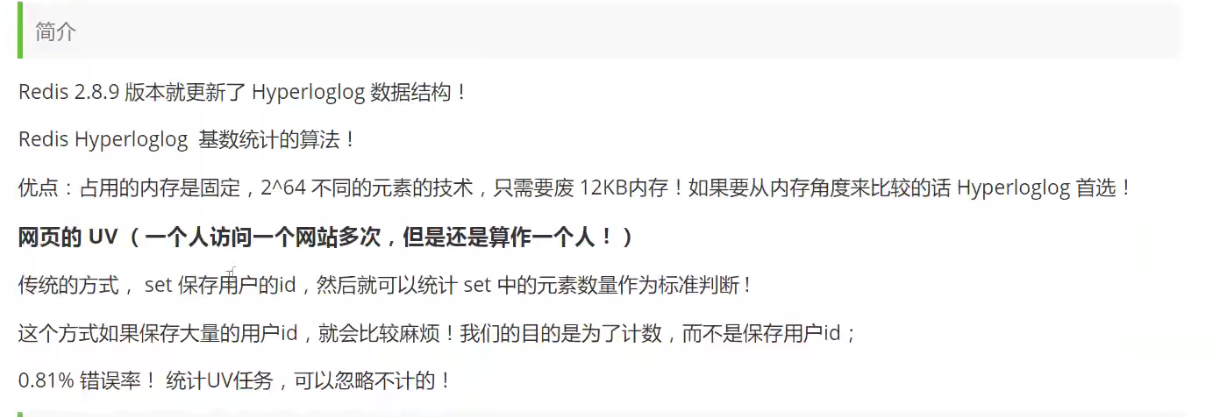 简介
Redis 2.8.9 版本就更新了 Hyperloglog 数据结构！
Redis Hyperloglog 基数统计的算法！
优点：占用的内存是固定，2^64 不同的元素的技术，只需要废 12KB内存！如果要从内存角度来比较的话 Hyperloglog 首选！
网页的 UV （一个人访问一个网站多次，但是还是算作一个人！）
传统的方式， set 保存用户的id，然后就可以统计 set 中的元素数量作为标准判断！
这个方式如果保存大量的用户id，就会比较麻烦！我们的目的是为了计数，而不是保存用户id；
0.81% 错误率！ 统计UV任务，可以忽略不计的！